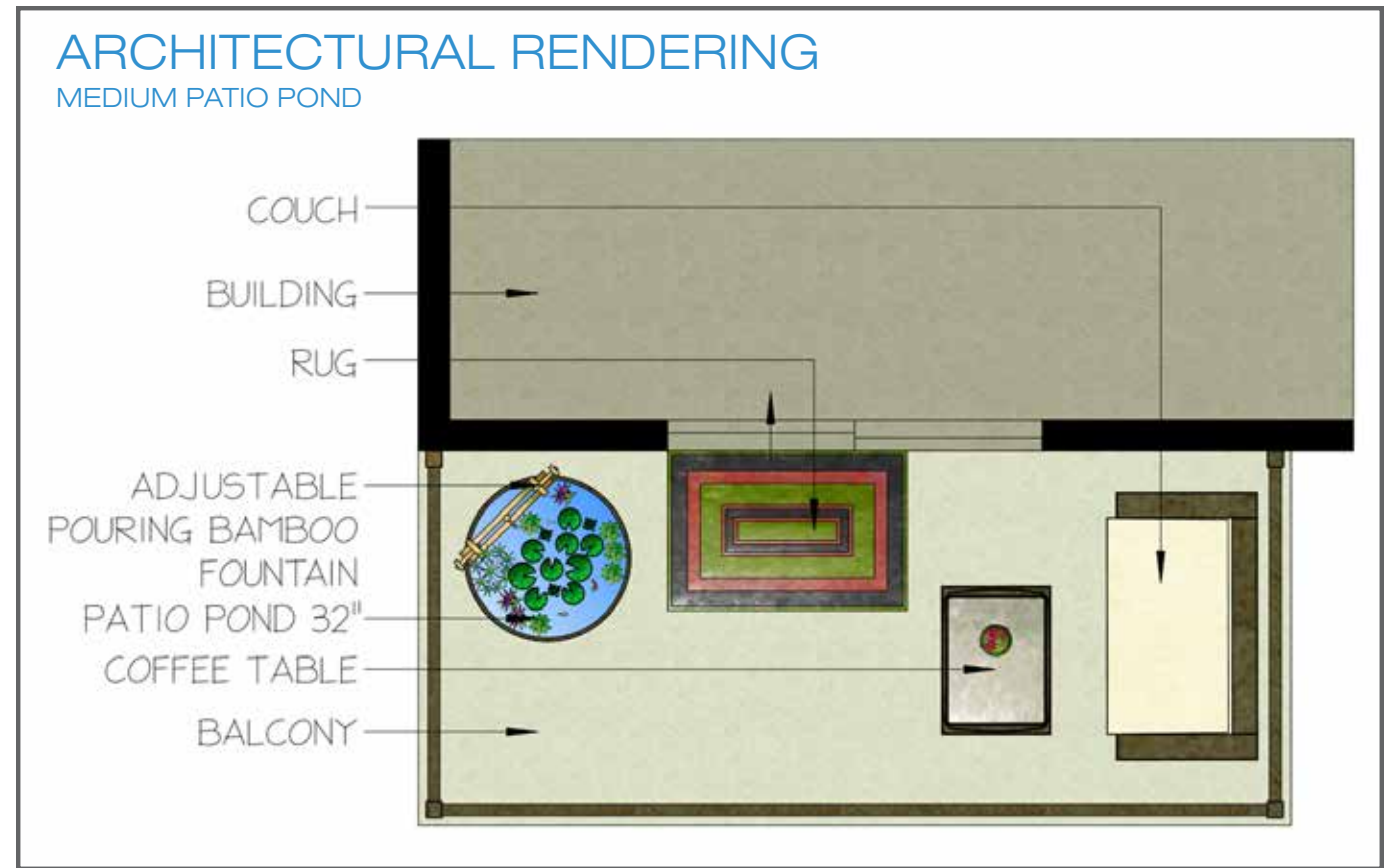 ARCHITECTURAL RENDERING
MEDIUM PATIO POND
COUCH
BUILDING
RUG
ADJUSTABLE
POURING BAMBOO
FOUNTAIN
PATIO POND 32"
COFFEE TABLE
BALCONY